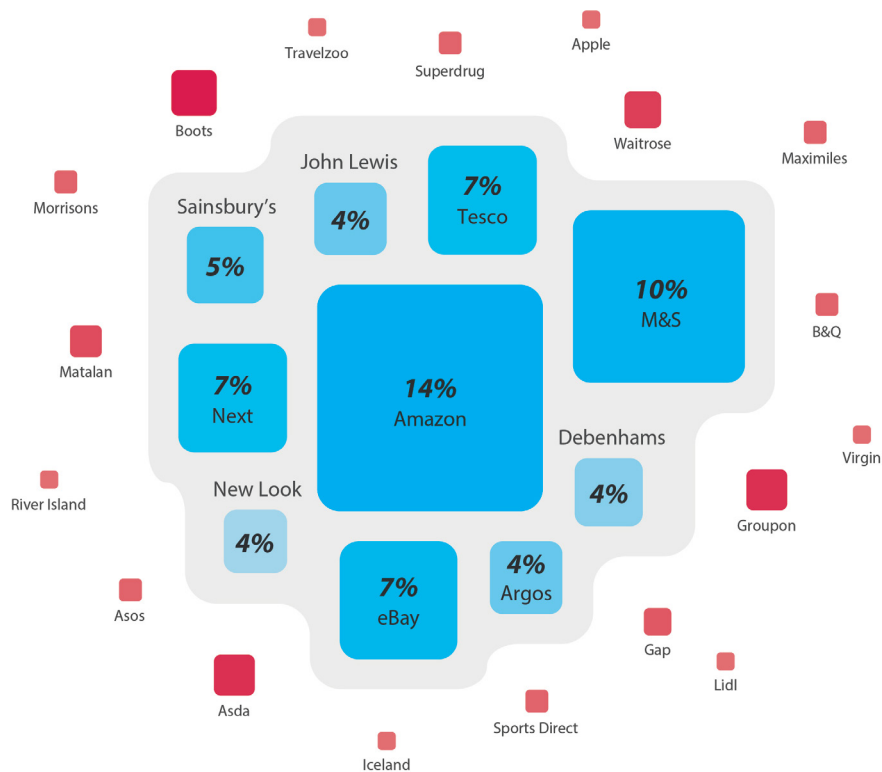 Travelzoo
Superdrug
Apple
Boots
Waitrose
Maximiles
Morrisons
John Lewis
4%
7%
Tesco
Sainsbury's
5%
10%
M&S
B&Q
Matalan
7%
Next
14%
Amazon
Debenhams
4%
Virgin
River Island
New Look
4%
Groupon
7%
eBay
4%
Argos
Asos
Gap
Lidl
Asda
Sports Direct
Iceland